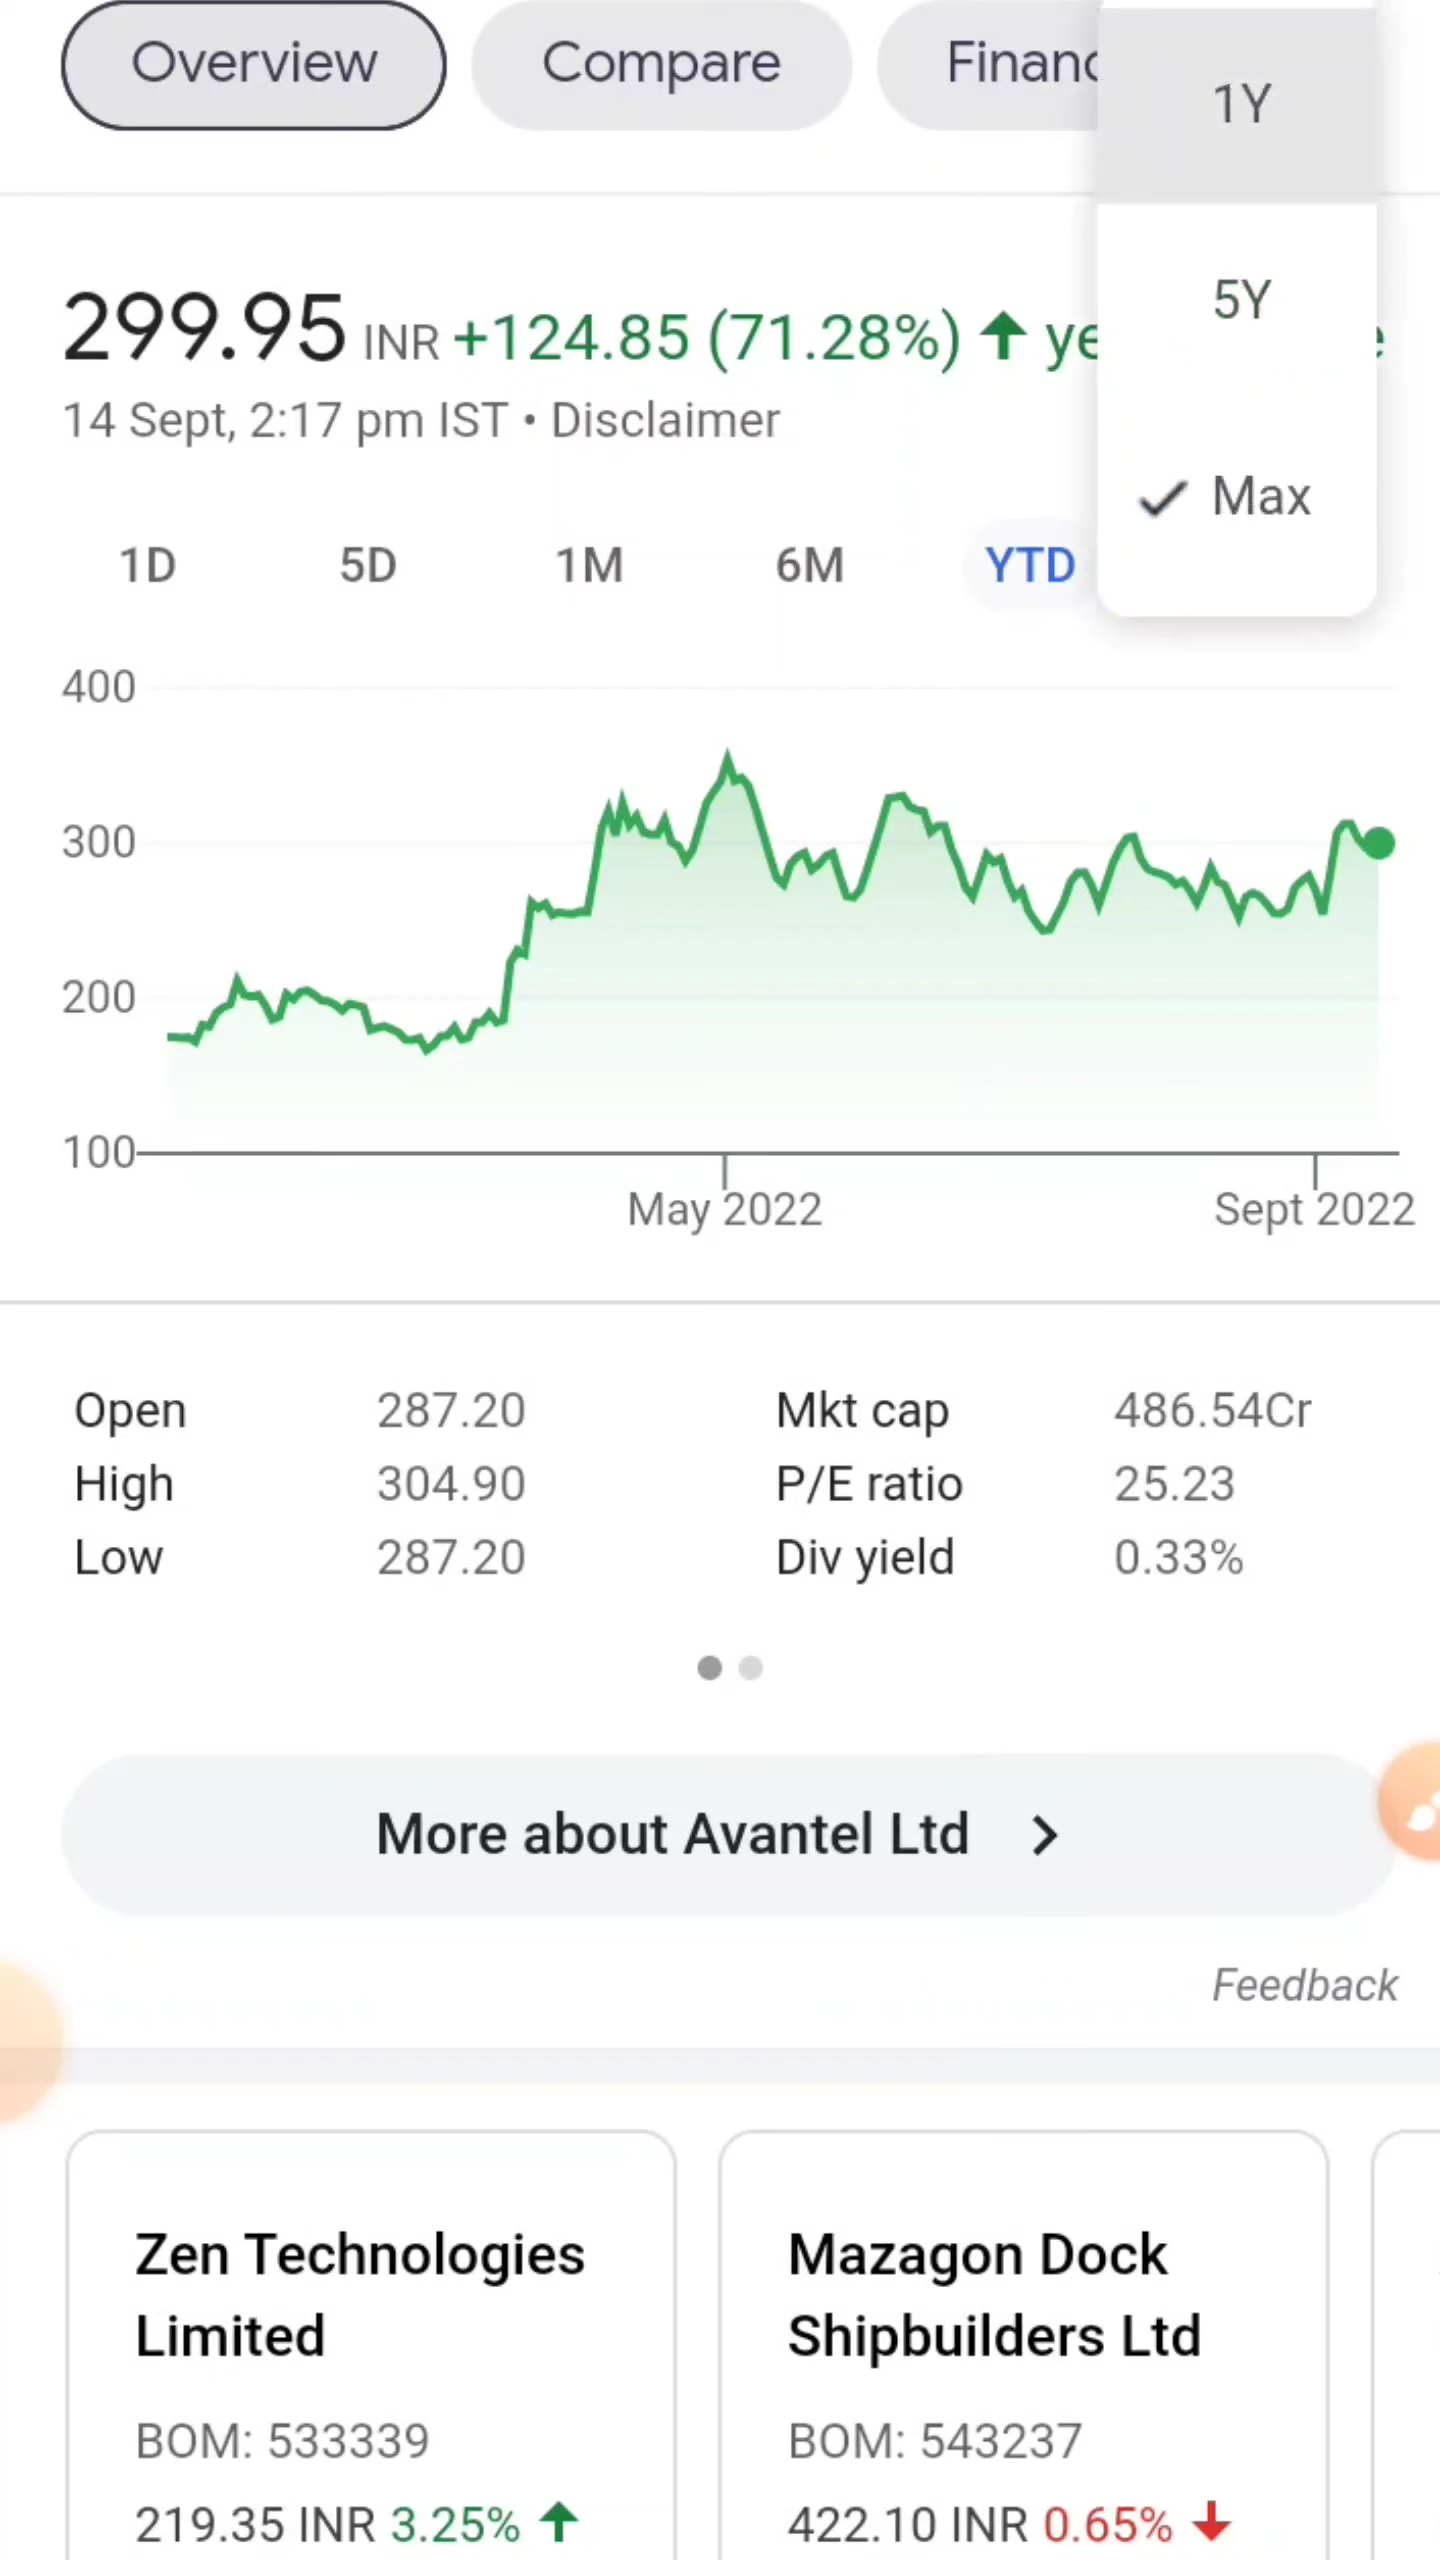 Overview
Compare
Financ
1Y
5Y
Max
299.95 INR +124.85 (71.28%) ye e
14 Sept, 2:17 pm IST • Disclaimer
1D
5D
1M
6M
YTD
400
300
200
100
May 2022
Sept 2022
Open 287.20
High 304.90
Low 287.20
Mkt cap 486.54Cr
P/E ratio 25.23
Div yield 0.33%
More about Avantel Ltd
Feedback
Zen Technologies
Limited
BOM: 533339
219.35 INR 3.25%
Mazagon Dock
Shipbuilders Ltd
BOM: 543237
422.10 INR 0.65%